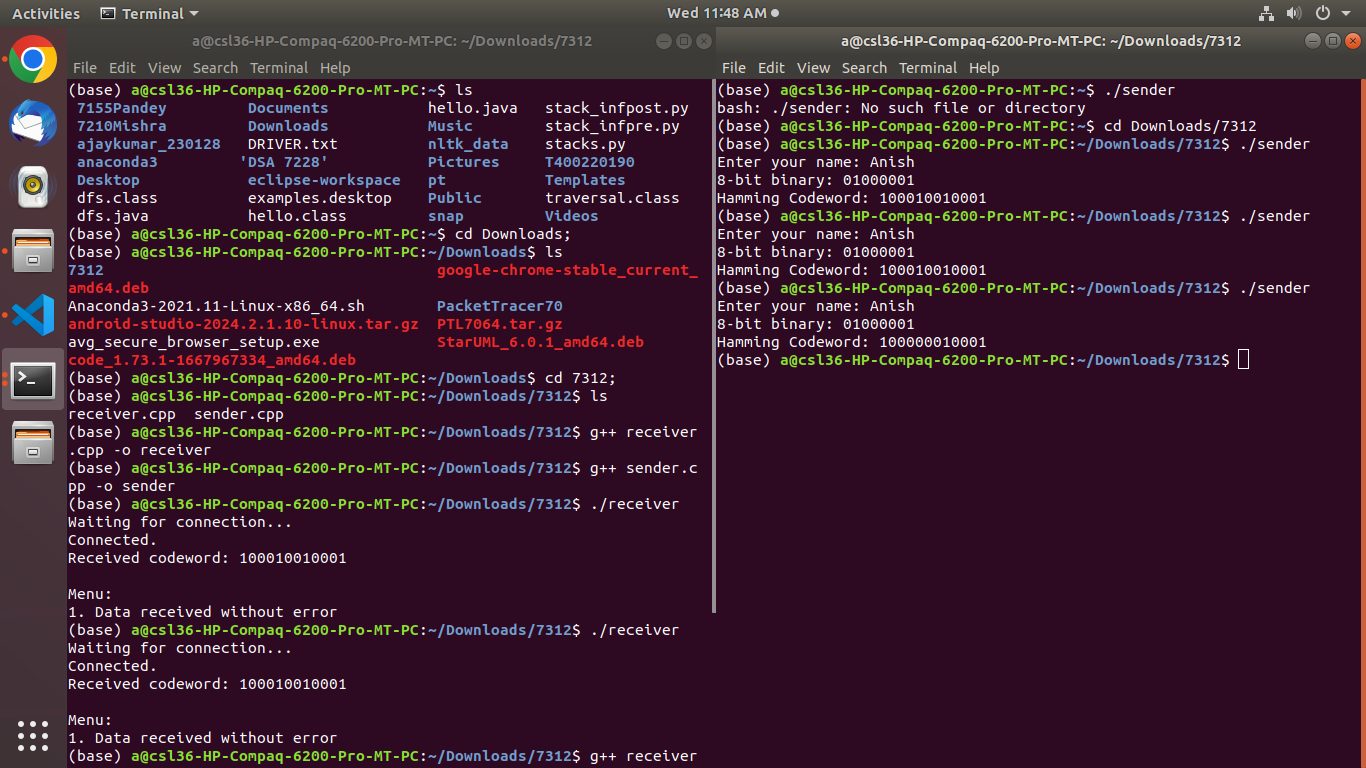 Activities Terminal Wed 11:48 AM
a@csl36-HP-Compaq-6200-Pro-MT-PC: ~/Downloads/7312
File Edit View Search Terminal Help
(base) a@csl36-HP-Compaq-6200-Pro-MT-PC:~$ ls
7155Pandey Documents hello.java stack_infpost.py
7210Mishra Downloads Music stack_infpre.py
ajaykumar_230128 DRIVER.txt nltk_data stacks.py
anaconda3 'DSA 7228' Pictures T400220190
Desktop eclipse-workspace pt Templates
dfs.class examples.desktop Public traversal.class
dfs.java hello.class snap Videos
(base) a@csl36-HP-Compaq-6200-Pro-MT-PC:~$ cd Downloads;
(base) a@csl36-HP-Compaq-6200-Pro-MT-PC:~/Downloads$ ls
7312 google-chrome-stable_current_
amd64.deb
Anaconda3-2021.11-Linux-x86_64.sh PacketTracer70
android-studio-2024.2.1.10-linux.tar.gz PTL7064.tar.gz
avg_secure_browser_setup.exe StarUML_6.0.1_amd64.deb
code_1.73.1-1667967334_amd64.deb
(base) a@csl36-HP-Compaq-6200-Pro-MT-PC:~/Downloads$ cd 7312;
(base) a@csl36-HP-Compaq-6200-Pro-MT-PC:~/Downloads/7312$ ls
receiver.cpp sender.cpp
(base) a@csl36-HP-Compaq-6200-Pro-MT-PC:~/Downloads/7312$ g++ receiver
.cpp -o receiver
(base) a@csl36-HP-Compaq-6200-Pro-MT-PC:~/Downloads/7312$ g++ sender.c
pp -o sender
(base) a@csl36-HP-Compaq-6200-Pro-MT-PC:~/Downloads/7312$ ./receiver
Waiting for connection...
Connected.
Received codeword: 100010010001
Menu:
1. Data received without error
(base) a@csl36-HP-Compaq-6200-Pro-MT-PC:~/Downloads/7312$ ./receiver
Waiting for connection...
Connected.
Received codeword: 100010010001
Menu:
1. Data received without error
(base) a@csl36-HP-Compaq-6200-Pro-MT-PC:~/Downloads/7312$ g++ receiver
a@csl36-HP-Compaq-6200-Pro-MT-PC: ~/Downloads/7312
File Edit View Search Terminal Help
(base) a@csl36-HP-Compaq-6200-Pro-MT-PC:~$ ./sender
bash: ./sender: No such file or directory
(base) a@csl36-HP-Compaq-6200-Pro-MT-PC:~$ cd Downloads/7312
(base) a@csl36-HP-Compaq-6200-Pro-MT-PC:~/Downloads/7312$ ./sender
Enter your name: Anish
8-bit binary: 01000001
Hamming Codeword: 100010010001
(base) a@csl36-HP-Compaq-6200-Pro-MT-PC:~/Downloads/7312$ ./sender
Enter your name: Anish
8-bit binary: 01000001
Hamming Codeword: 100010010001
(base) a@csl36-HP-Compaq-6200-Pro-MT-PC:~/Downloads/7312$ ./sender
Enter your name: Anish
8-bit binary: 01000001
Hamming Codeword: 100000010001
(base) a@csl36-HP-Compaq-6200-Pro-MT-PC:~/Downloads/7312$